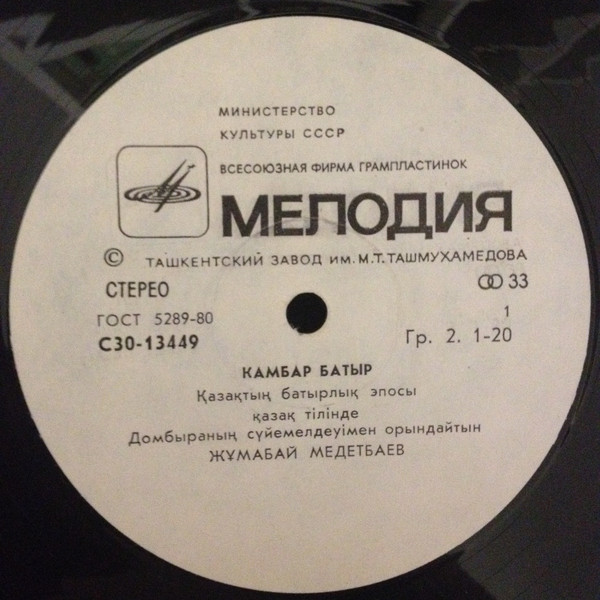 МИНИСТЕРСТВО
КУЛЬТУРЫ СССР
ВСЕСОЮЗНАЯ ФИРМА ГРАМПЛАСТИНОК
МЕЛОДИЯ
© ТАШКЕНТСКИЙ ЗАВОД ИМ. М.Т. ТАШМУХАМЕДОВА
СТЕРЕО
33
ГОСТ 5289-80
1
С30-13449
Гр. 2. 1-20
КАМБАР БАТЫР
Қазақтың батырлық эпосы
қазақ тілінде
Домбыраның сүйемелдеуімен орындайтын
ЖҰМАБАЙ МЕДЕТБАЕВ